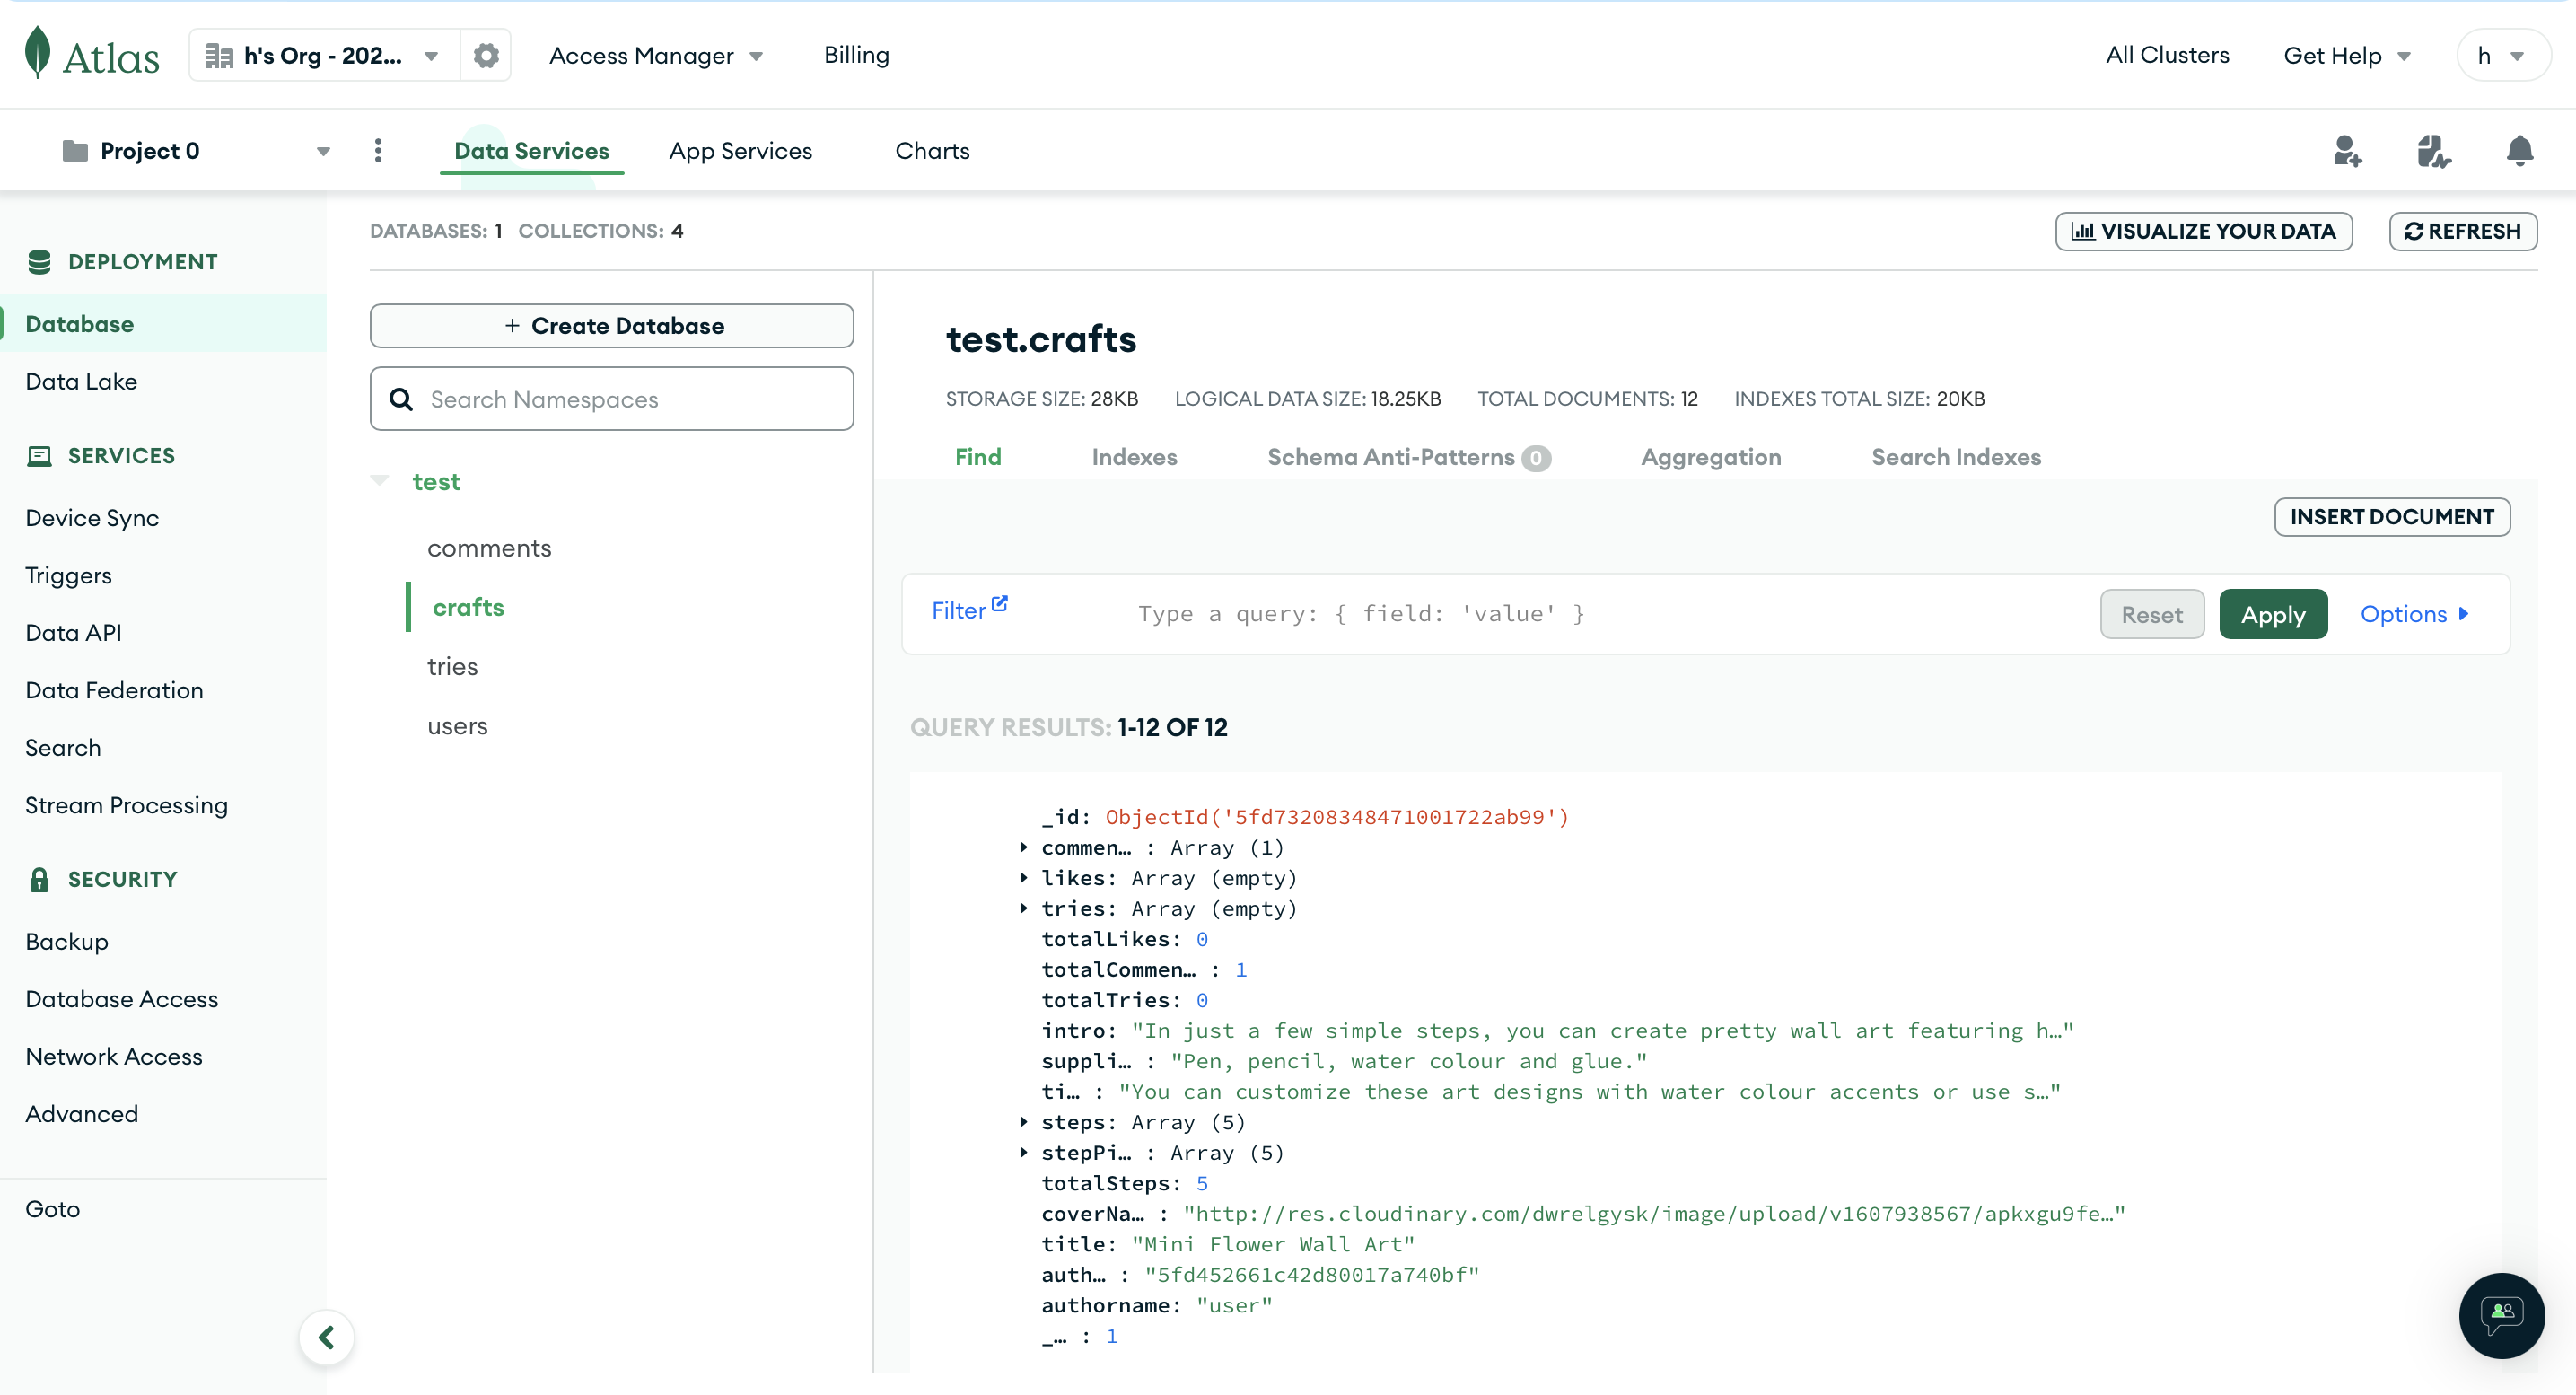 Atlas
h's Org - 202...
Access Manager
Billing
All Clusters
Get Help
h
Project 0
Data Services
App Services
Charts
DEPLOYMENT
Database
Data Lake
SERVICES
Device Sync
Triggers
Data API
Data Federation
Search
Stream Processing
SECURITY
Backup
Database Access
Network Access
Advanced
Goto
DATABASES: 1 COLLECTIONS: 4
VISUALIZE YOUR DATA
REFRESH
+ Create Database
Search Namespaces
test
comments
crafts
tries
users
test.crafts
STORAGE SIZE: 28KB LOGICAL DATA SIZE: 18.25KB TOTAL DOCUMENTS: 12 INDEXES TOTAL SIZE: 20KB
Find Indexes Schema Anti-Patterns 0 Aggregation Search Indexes
INSERT DOCUMENT
Filter
Type a query: { field: 'value' }
Reset
Apply
Options
QUERY RESULTS: 1-12 OF 12
_id: ObjectId('5fd73208348471001722ab99')
commen… : Array (1)
likes: Array (empty)
tries: Array (empty)
totalLikes: 0
totalCommen… : 1
totalTries: 0
intro: "In just a few simple steps, you can create pretty wall art featuring h…"
suppli… : "Pen, pencil, water colour and glue."
ti… : "You can customize these art designs with water colour accents or use s…"
steps: Array (5)
stepPi… : Array (5)
totalSteps: 5
coverNa… : "http://res.cloudinary.com/dwrelgysk/image/upload/v1607938567/apkxgu9fe…"
title: "Mini Flower Wall Art"
auth… : "5fd452661c42d80017a740bf"
authorname: "user"
_… : 1